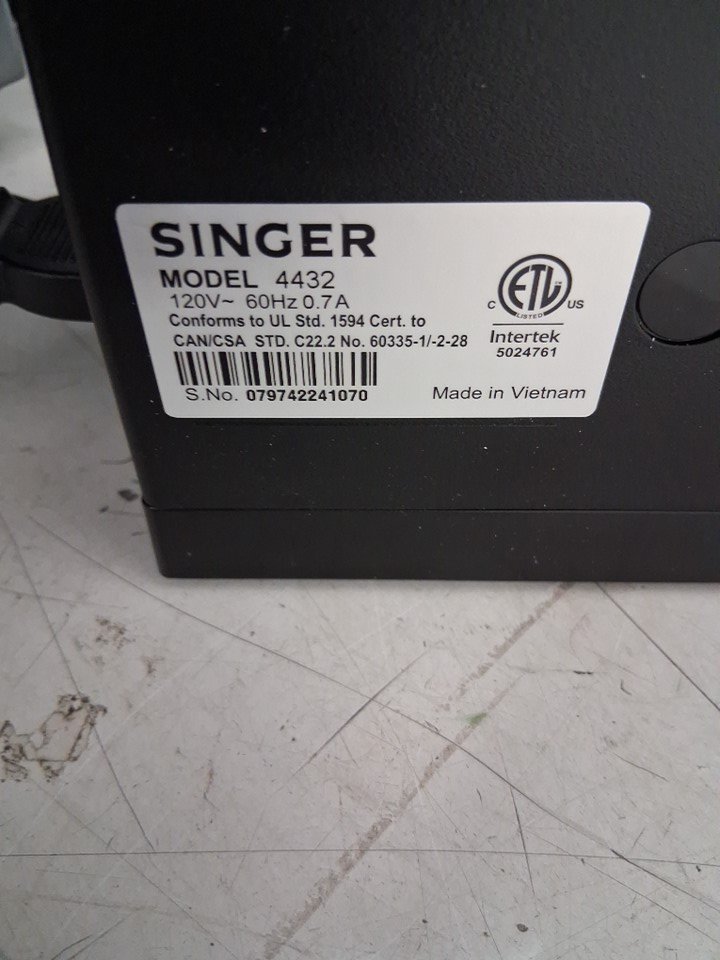 SINGER
MODEL 4432
120V~ 60Hz 0.7A
Conforms to UL Std. 1594 Cert. to
CAN/CSA STD. C22.2 No. 60335-1/-2-28
S.No. 079742241070
C ETL US
LISTED
Intertek
5024761
Made in Vietnam